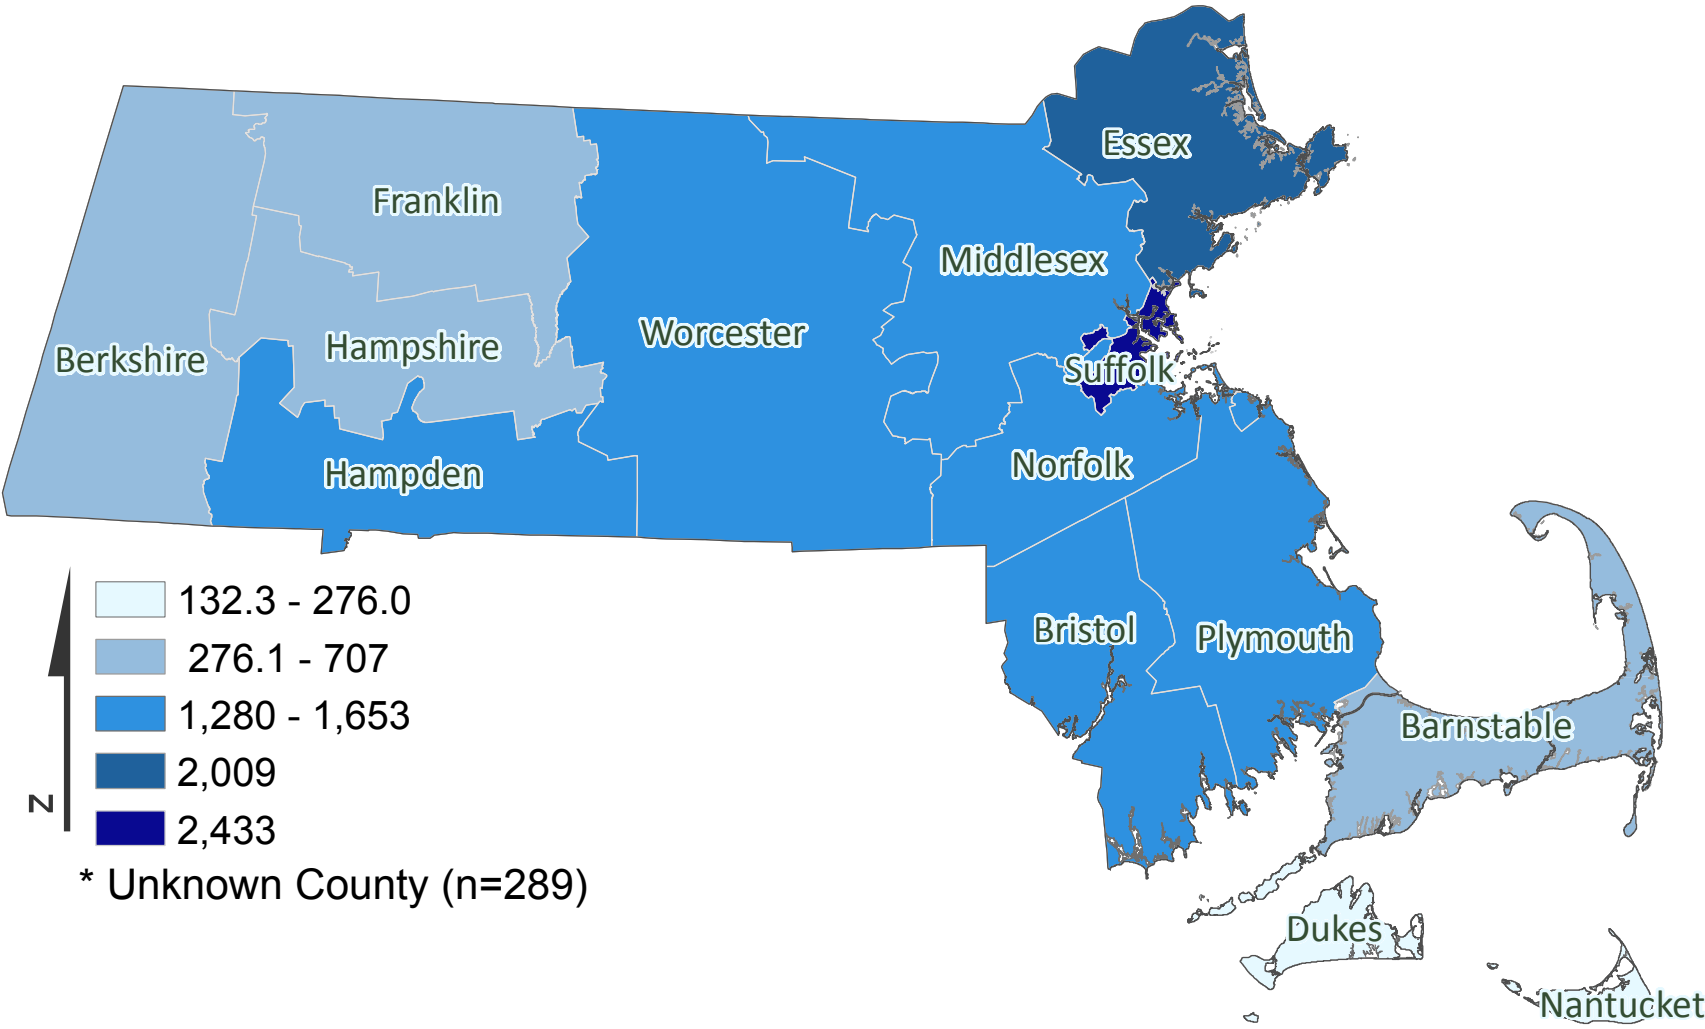 Essex
Franklin
Middlesex
Worcester
Hampshire
Berkshire
Suffolk
Norfolk
Hampden
132.3 - 276.0
276.1 - 707
1,280 - 1,653
2,009
2,433
* Unknown County (n=289)
N
Bristol
Plymouth
Barnstable
Dukes
Nantucket